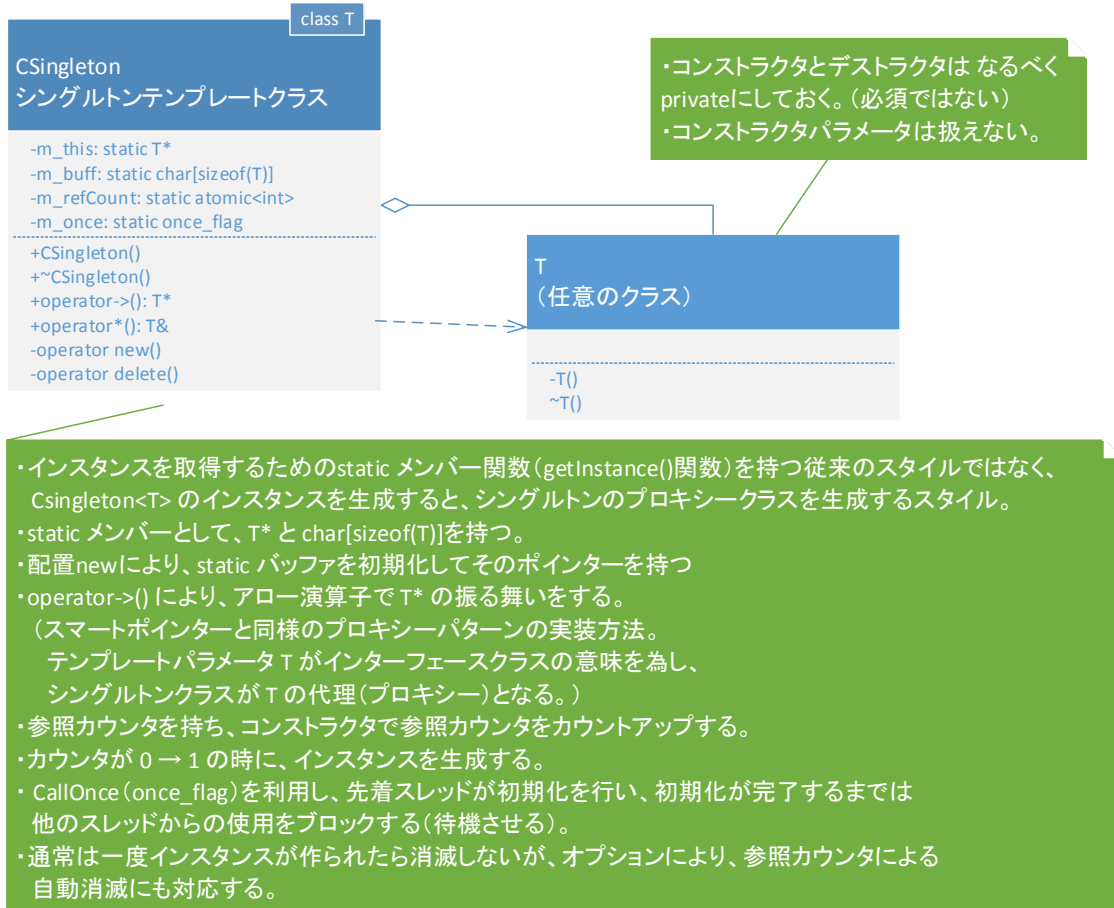 class T
CSingleton
シングルトンテンプレートクラス
-m_this: static T*
-m_buff: static char[sizeof(T)]
-m_refCount: static atomic<int>
-m_once: static once_flag
+CSingleton()
+~CSingleton()
+operator->(): T*
+operator*(): T&
-operator new()
-operator delete()
・コンストラクタとデストラクタは なるべく
privateにしておく。（必須ではない）
・コンストラクタパラメータは扱えない。
T
（任意のクラス）
-T()
~T()
・インスタンスを取得するためのstatic メンバー関数（getInstance()関数）を持つ従来のスタイルではなく、
Csingleton<T> のインスタンスを生成すると、シングルトンのプロキシークラスを生成するスタイル。
・static メンバーとして、T* と char[sizeof(T)]を持つ。
・配置newにより、static バッファを初期化してそのポインターを持つ
・operator->() により、アロー演算子で T* の振る舞いをする。
（スマートポインターと同様のプロキシーパターンの実装方法。
テンプレートパラメータ T がインターフェースクラスの意味を為し、
シングルトンクラスが T の代理（プロキシー）となる。）
・参照カウンタを持ち、コンストラクタで参照カウンタをカウントアップする。
・カウンタが 0 → 1 の時に、インスタンスを生成する。
・ CallOnce（once_flag）を利用し、先着スレッドが初期化を行い、初期化が完了するまでは
他のスレッドからの使用をブロックする（待機させる）。
・通常は一度インスタンスが作られたら消滅しないが、オプションにより、参照カウンタによる
自動消滅にも対応する。